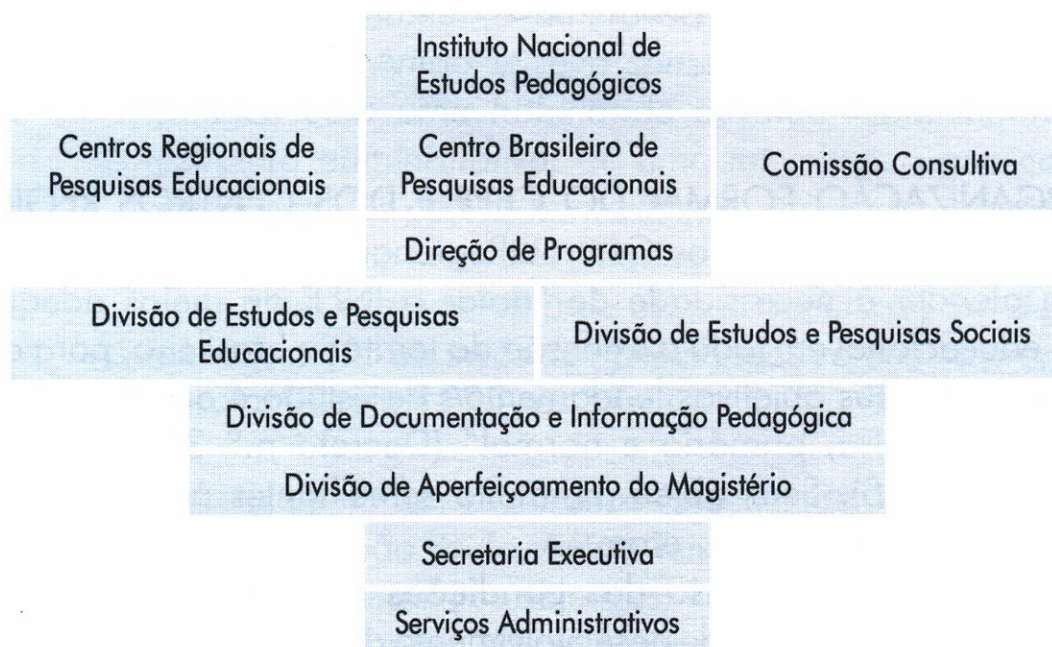 Instituto Nacional de
Estudos Pedagógicos
Centros Regionais de
Pesquisas Educacionais
Centro Brasileiro de
Pesquisas Educacionais
Comissão Consultiva
Direção de Programas
Divisão de Estudos e Pesquisas
Educacionais
Divisão de Estudos e Pesquisas Sociais
Divisão de Documentação e Informação Pedagógica
Divisão de Aperfeiçoamento do Magistério
Secretaria Executiva
Serviços Administrativos